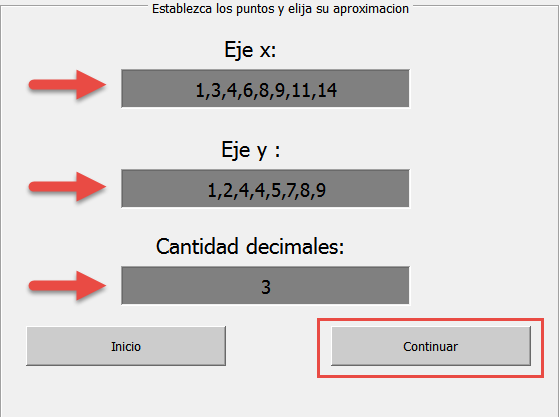 Establezca los puntos y elija su aproximacion
Eje x:
1,3,4,6,8,9,11,14
Eje y :
1,2,4,4,5,7,8,9
Cantidad decimales:
3
Inicio
Continuar